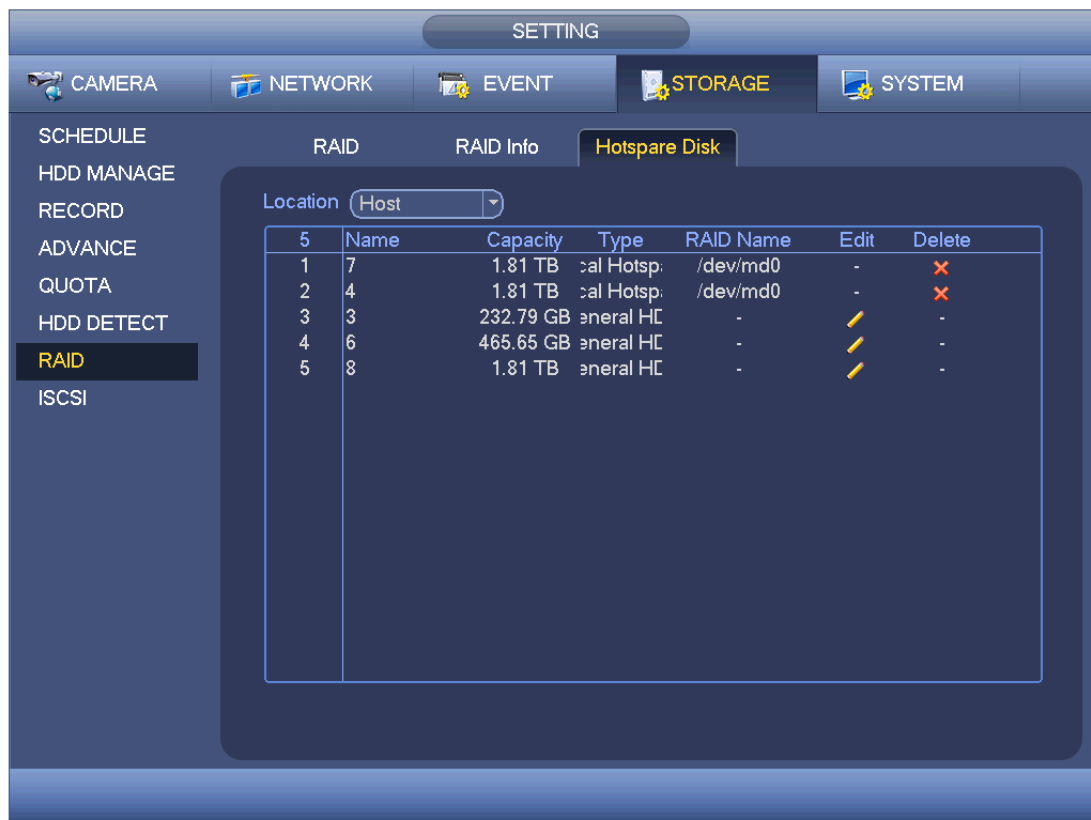 SETTING
CAMERA NETWORK EVENT STORAGE SYSTEM
SCHEDULE
HDD MANAGE
RECORD
ADVANCE
QUOTA
HDD DETECT
RAID
ISCSI
RAID RAID Info Hotspare Disk
Location Host
5 Name Capacity Type RAID Name Edit Delete
1 7 1.81 TB cal Hotsp /dev/md0 -
2 4 1.81 TB cal Hotsp /dev/md0 -
3 3 232.79 GB eneral HD - -
4 6 465.65 GB eneral HD - -
5 8 1.81 TB eneral HD - -